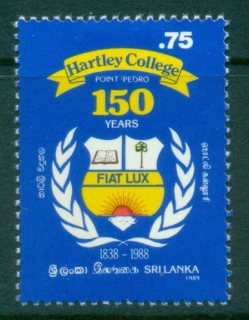 .75
Hartley College
POINT PEDRO
150
YEARS
FIAT LUX
1838 - 1988
ශ්‍රී ලංකා இலங்கை SRI LANKA
1989